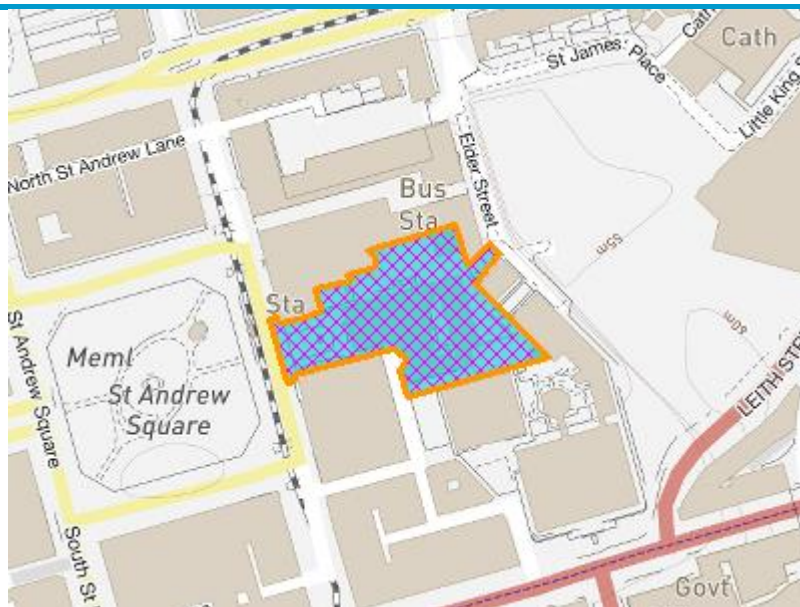 Cath
Cath
St James Place
Little King S
Elder Street
North St Andrew Lane
Bus
Sta
55m
Sta
60m
St Andrew Square
Meml
St Andrew
Square
LEITH STR
South St
Govt